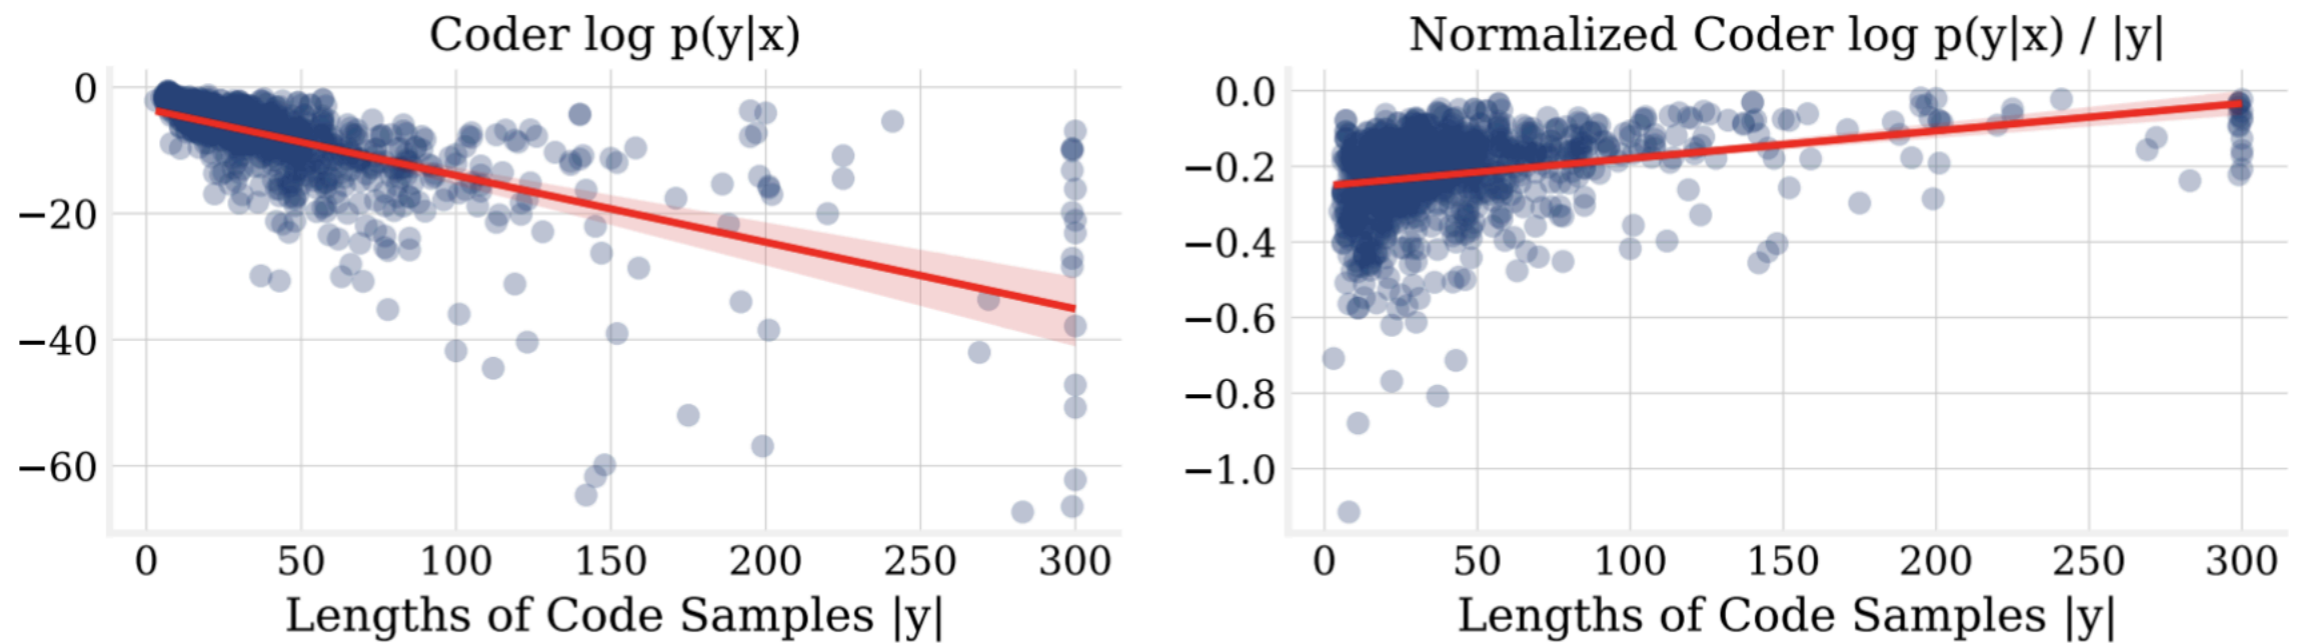 Coder log p(y|x)
0
−20
−40
−60
0 50 100 150 200 250 300
Lengths of Code Samples |y|
Normalized Coder log p(y|x) / |y|
0.0
−0.2
−0.4
−0.6
−0.8
−1.0
0 50 100 150 200 250 300
Lengths of Code Samples |y|